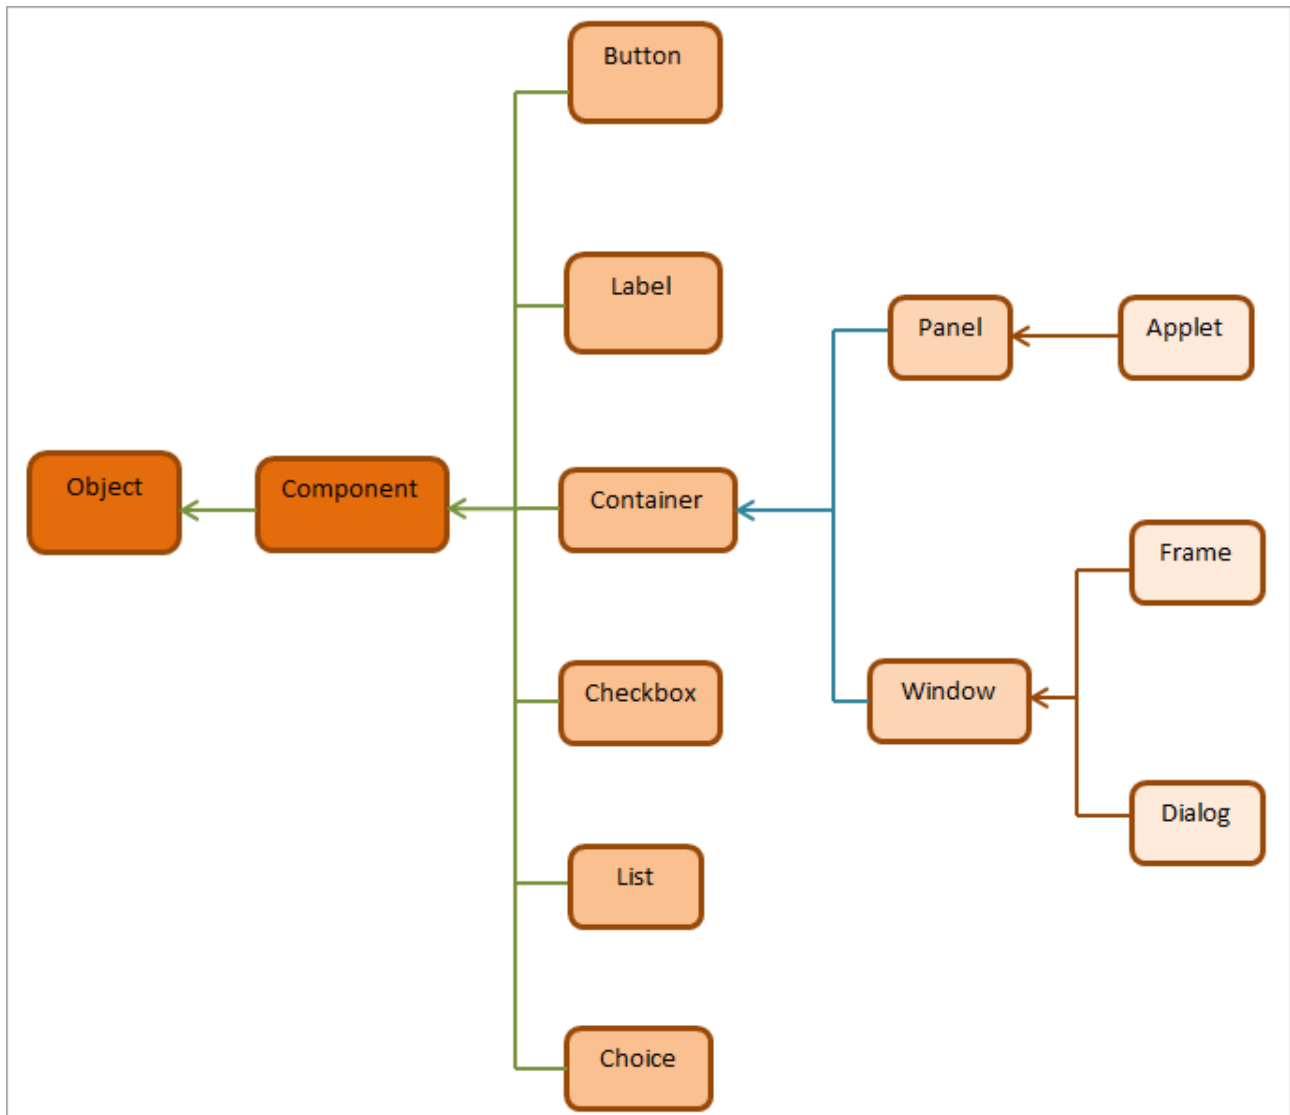 Button
Label
Panel
Applet
Object
Component
Container
Frame
Checkbox
Window
Dialog
List
Choice